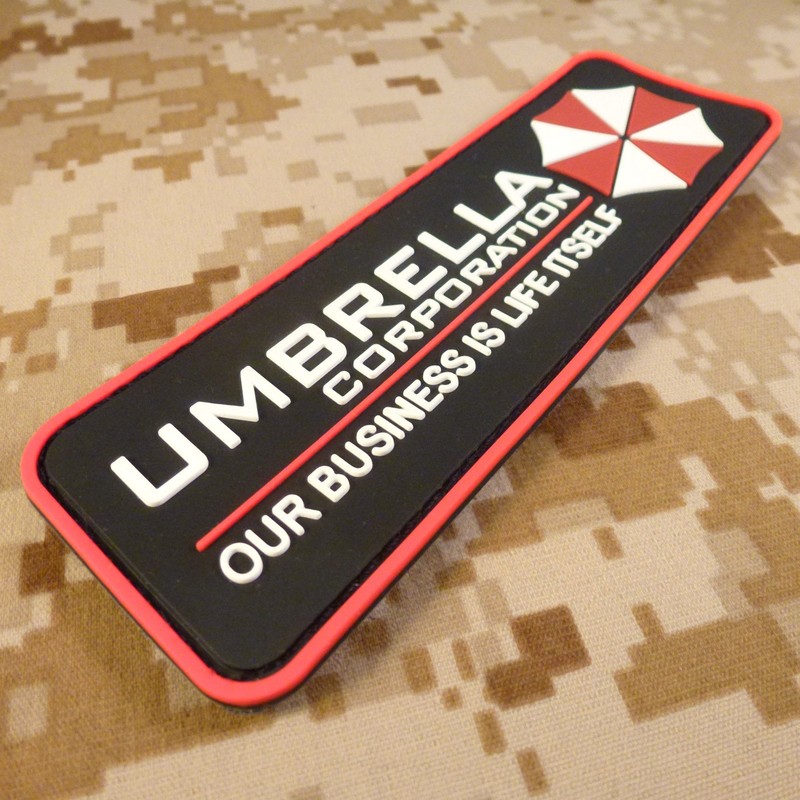 UMBRELLA
CORPORATION
OUR BUSINESS IS LIFE ITSELF